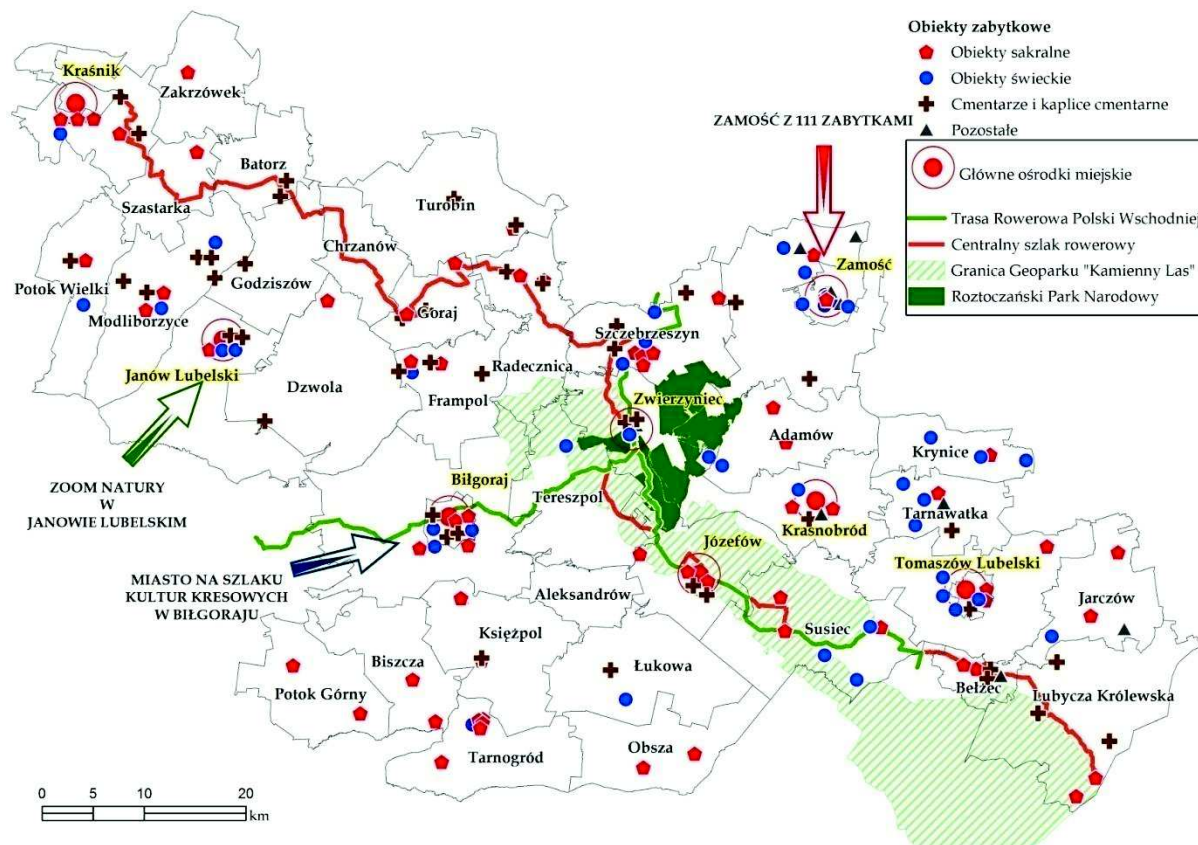 Obiekty zabytkowe
Obiekty sakralne
Obiekty świeckie
Cmentarze i kaplice cmentarne
Pozostałe
Główne ośrodki miejskie
Trasa Rowerowa Polski Wschodniej
Centralny szlak rowerowy
Granica Geoparku "Kamienny Las"
Roztoczański Park Narodowy
Kraśnik
Zakrzówek
ZAMOŚĆ Z 111 ZABYTKAMI
Batorz
Szastarka
Turobin
Chrzanów
Zamość
Potok Wielki
Godziszów
Modliborzyce
Goraj
Szczebrzeszyn
Janów Lubelski
Dzwola
Radecznica
Frampol
Zwierzyniec
Adamów
Krynice
ZOOM NATURY
W
JANOWIE LUBELSKIM
Biłgoraj
Tereszpol
Krasnobród
Tarnawatka
Józefów
Tomaszów Lubelski
MIASTO NA SZLAKU
KULTUR KRESOWYCH
W BIŁGORAJU
Aleksandrów
Jarczów
Księżpol
Susiec
Biszcza
Potok Górny
Łukowa
Bełżec
Lubycza Królewska
Obsza
Tarnogród
0 5 10 20
km